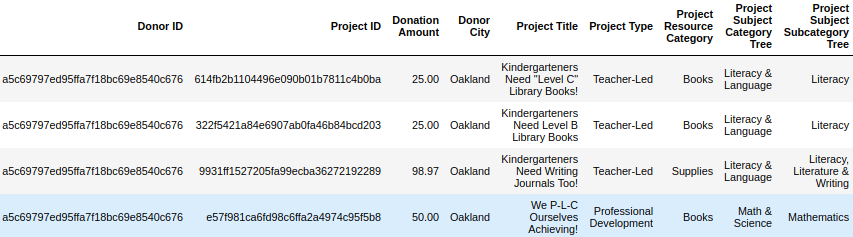 Donor ID Project ID Donation Amount Donor City Project Title Project Type Project Resource Category Project Subject Category Tree Project Subject Subcategory Tree
a5c69797ed95ffa7f18bc69e8540c676 614fb2b1104496e090b01b7811c4b0ba 25.00 Oakland Kindergarteners Need "Level C" Library Books! Teacher-Led Books Literacy & Language Literacy
a5c69797ed95ffa7f18bc69e8540c676 322f5421a84e6907ab0fa46b84bcd203 25.00 Oakland Kindergarteners Need Level B Library Books Teacher-Led Books Literacy & Language Literacy
a5c69797ed95ffa7f18bc69e8540c676 9931ff1527205fa99ecba36272192289 98.97 Oakland Kindergarteners Need Writing Journals Too! Teacher-Led Supplies Literacy & Language Literacy, Literature & Writing
a5c69797ed95ffa7f18bc69e8540c676 e57f981ca6fd98c6ffa2a4974c95f5b8 50.00 Oakland We P-L-C Ourselves Achieving! Professional Development Books Math & Science Mathematics